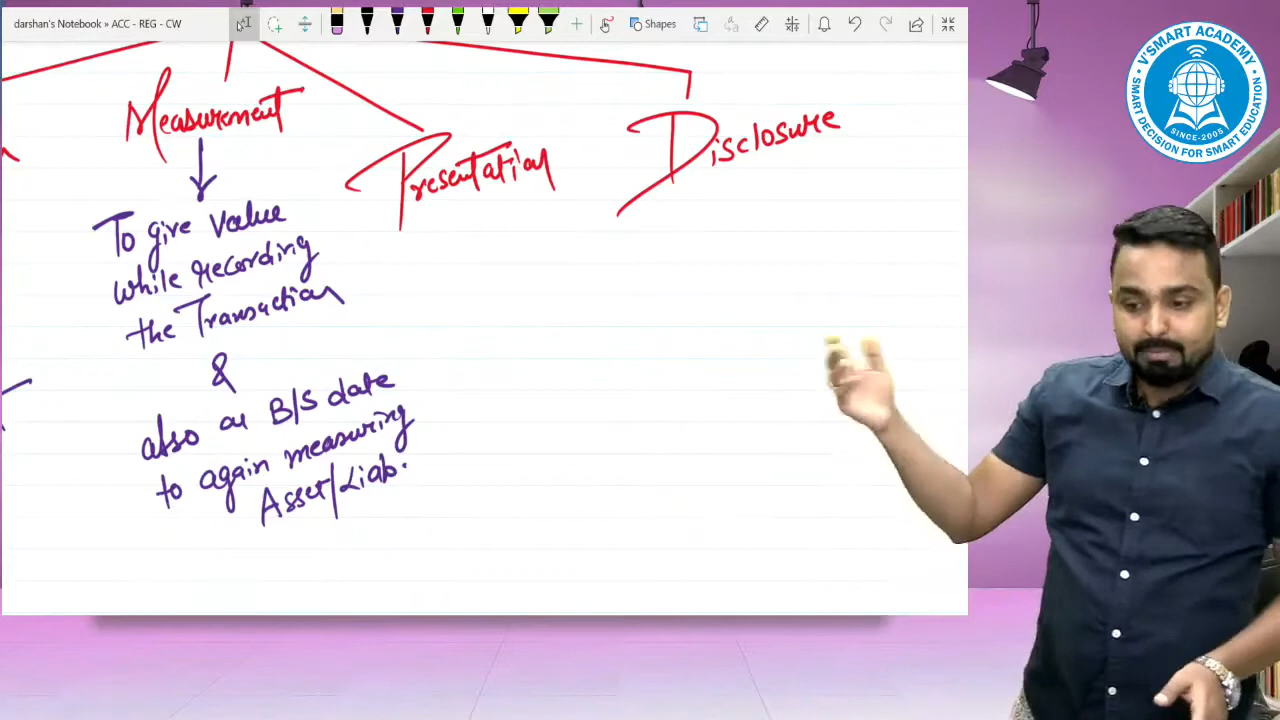 darshan's Notebook » ACC - REG - CW
Shapes
Measurement
Presentation
Disclosure
To give value
while recording
the Transaction
&
also on B/S date
to again measuring
Asset/Liab.
V'SMART ACADEMY
SINCE-2005
SMART DECISION FOR SMART EDUCATION